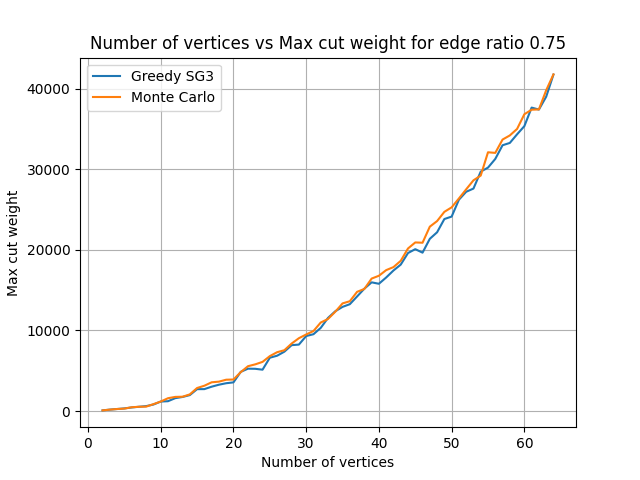 Number of vertices vs Max cut weight for edge ratio 0.75
Greedy SG3
Monte Carlo
Max cut weight
40000
30000
20000
10000
0
0 10 20 30 40 50 60
Number of vertices